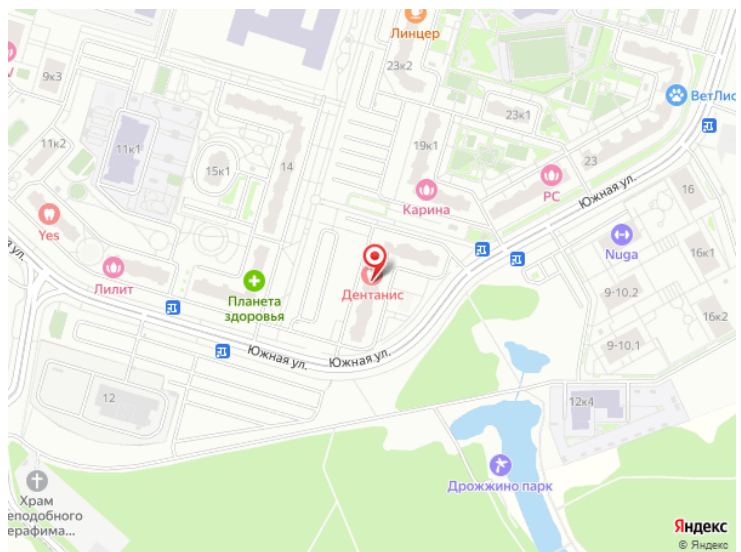 Линцер
23к2
9к3
ВетЛис
23к1
11к2
11к1
19к1
14
15к1
23
РС
16
Карина
Южная ул.
Yes
Nuga
16к1
Лилит
Дентанис
9-10.2
Планета
здоровья
16к2
9-10.1
Южная ул.
Южная ул.
12
12к4
Дрожжино парк
Храм
еподобного
ерафима...
Яндекс
© Яндекс